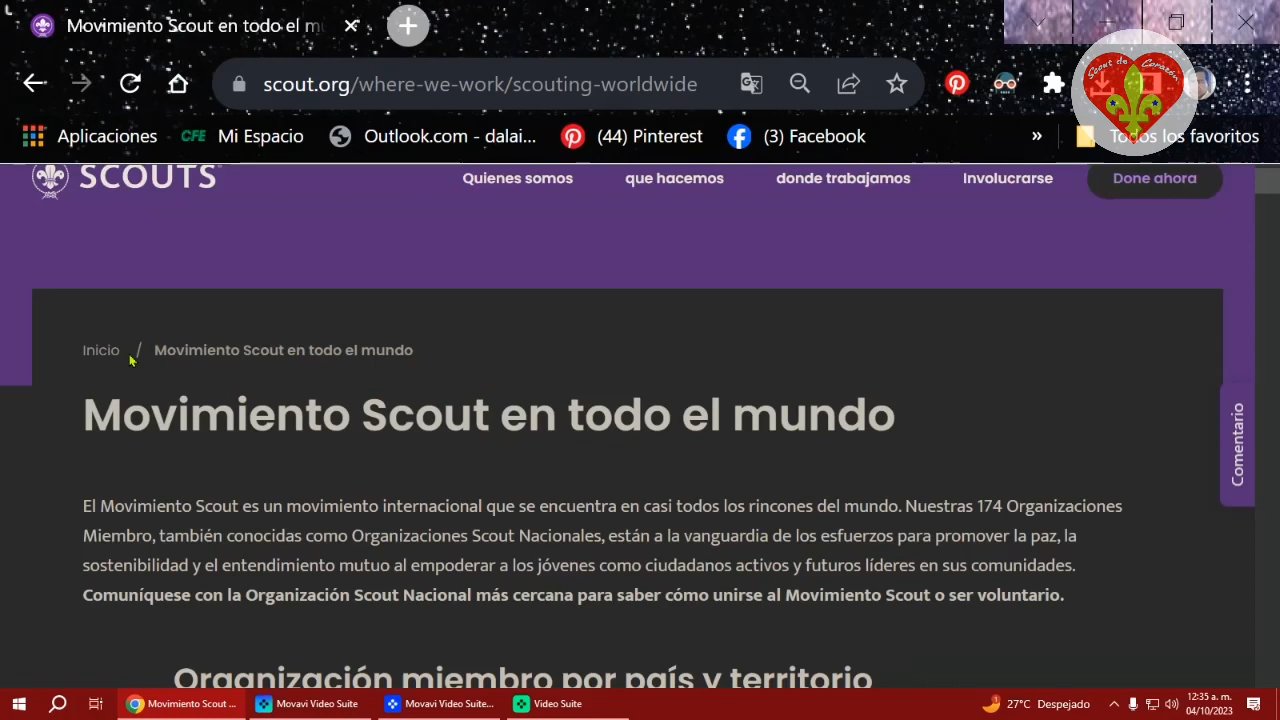 Movimiento Scout en todo el m
scout.org/where-we-work/scouting-worldwide
Scout de Corazón
Aplicaciones
CFE Mi Espacio
Outlook.com - dalai...
(44) Pinterest
(3) Facebook
»
Todos los favoritos
SCOUTS
Quienes somos
que hacemos
donde trabajamos
Involucrarse
Done ahora
Inicio / Movimiento Scout en todo el mundo
Movimiento Scout en todo el mundo
Comentario
El Movimiento Scout es un movimiento internacional que se encuentra en casi todos los rincones del mundo. Nuestras 174 Organizaciones
Miembro, también conocidas como Organizaciones Scout Nacionales, están a la vanguardia de los esfuerzos para promover la paz, la
sostenibilidad y el entendimiento mutuo al empoderar a los jóvenes como ciudadanos activos y futuros líderes en sus comunidades.
Comuníquese con la Organización Scout Nacional más cercana para saber cómo unirse al Movimiento Scout o ser voluntario.
Organización miembro por país y territorio
Movimiento Scout ...
Movavi Video Suite
Movavi Video Suite...
Video Suite
27°C Despejado
12:35 a. m.
04/10/2023